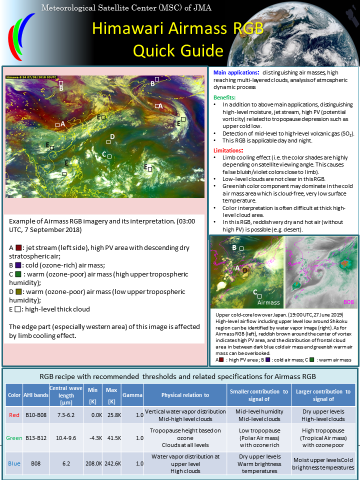 Meteorological Satellite Center (MSC) of JMA
Himawari Airmass RGB
Quick Guide
Main applications: distinguishing air masses, high
reaching multi-layered clouds, analysis of atmospheric
dynamic process
Benefits:
• In addition to above main applications, distinguishing
high-level moisture, jet stream, high PV (potential
vorticity) related to tropopause depression such as
upper cold low.
• Detection of mid-level to high-level volcanic gas (SO₂).
• This RGB is applicable day and night.
Limitations:
• Limb cooling effect (i.e. the color shades are highly
depending on satellite viewing angle. This causes
false bluish/violet colors close to limb).
• Low-level clouds are not clear in this RGB.
• Greenish color component may dominate in the cold
air mass area which is cloud-free, very low surface
temperature.
• Color interpretation is often difficult at thick high-
level cloud area.
• In this RGB, reddish very dry and hot air (without
high PV) is possible (e.g. desert).
B
B
A
A
E
D
C
E
E
Example of Airmass RGB imagery and its interpretation. (03:00
UTC, 7 September 2018)
A : jet stream (left side), high PV area with descending dry
stratospheric air;
B : cold (ozone-rich) air mass;
C : warm (ozone-poor) air mass (high upper tropospheric
humidity);
D : warm (ozone-poor) air mass (low upper tropospheric
humidity);
E : high-level thick cloud
The edge part (especially western area) of this image is affected
by limb cooling effect.
B
A
C
Airmass
B08
Upper cold-core low over Japan. (19:00 UTC, 27 June 2019)
High-level airflow including upper level low around Shikoku
region can be identified by water vapor image (right). As for
Airmass RGB (left), reddish brown around the center of vortex
indicates high PV area, and the distribution of frontal cloud
area in between dark blue cold air mass and greenish warm air
mass can be overlooked.
A : high PV area; B : cold air mass; C : warm air mass
RGB recipe with recommended thresholds and related specifications for Airmass RGB
Color AHI bands Central wave length [μm] Min [K] Max [K] Gamma Physical relation to Smaller contribution to signal of Larger contribution to signal of
Red B10-B08 7.3-6.2 0.0K 25.8K 1.0 Vertical water vapor distribution Mid-high level clouds Mid-level humidity Mid-level clouds Dry upper levels High-level clouds
Green B13-B12 10.4-9.6 -4.3K 41.5K 1.0 Tropopause height based on ozone Clouds at all levels Low tropopause (Polar Air mass) with ozone rich High tropopause (Tropical Air mass) with ozone poor
Blue B08 6.2 208.0K 242.6K 1.0 Water vapor distribution at upper level High clouds Dry upper levels Warm brightness temperatures Moist upper levels Cold brightness temperatures